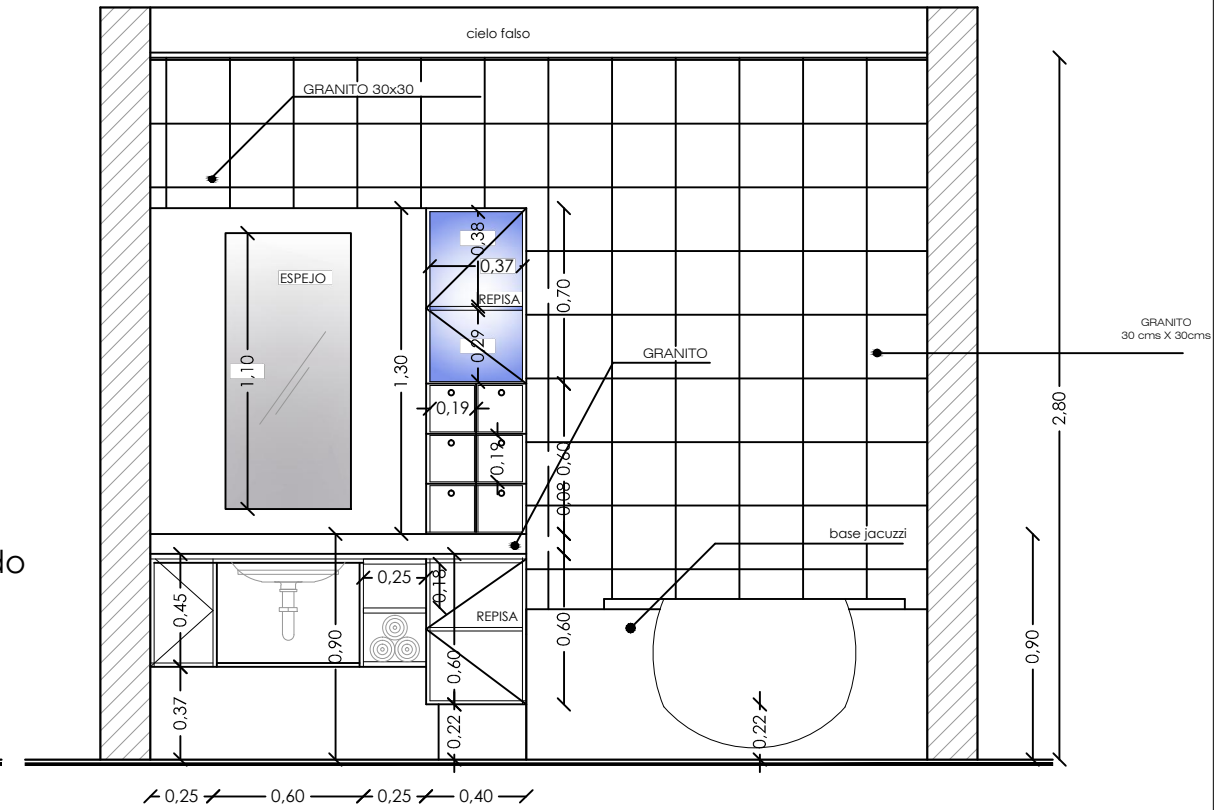 cielo falso
GRANITO 30x30
0,38
0,37
ESPEJO
REPISA
0,70
GRANITO
30 cms X 30cms
0,29
GRANITO
1,10
1,30
0,19
2,80
0,19
0,60
0,08
base jacuzzi
do
0,25
0,18
0,45
REPISA
0,60
0,90
0,60
0,90
0,37
0,22
0,22
0,25
0,60
0,25
0,40